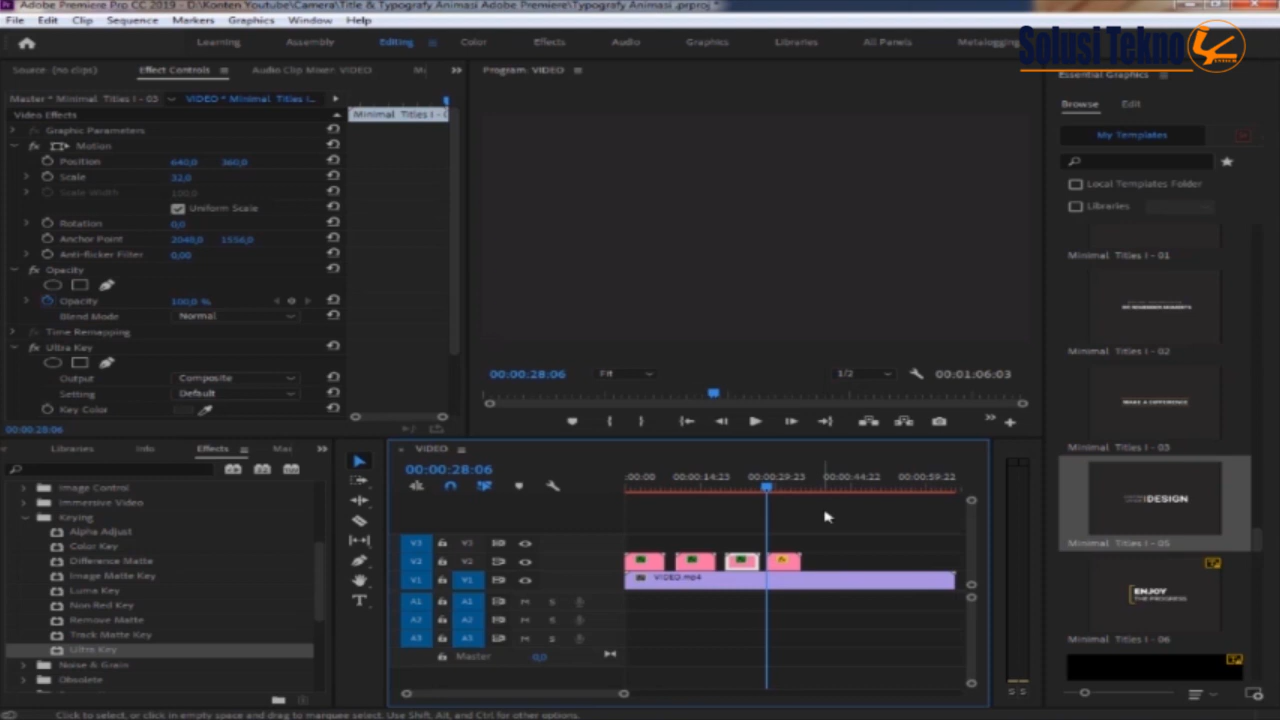 Adobe Premiere Pro CC 2019 - D:\Konten Youtube\Camera\Title & Typografy Animasi Adobe Premiere\Typografy Animasi .prproj *
File Edit Clip Sequence Markers Graphics Window Help
Learning Assembly Editing Color Effects Audio Graphics Libraries All Panels Metalogging
Solusi Tekno
Source: (no clips) Effect Controls Audio Clip Mixer: VIDEO
Program: VIDEO
Essential Graphics
Master * Minimal Titles I - 05 VIDEO * Minimal Titles I...
Video Effects Minimal Titles I - 0
Browse Edit
Graphic Parameters
My Templates
Motion
Position 640,0 360,0
Scale 32,0
Local Templates Folder
Scale Width 100,0
Libraries
Uniform Scale
Rotation 0,0
Anchor Point 2048,0 1556,0
Anti-flicker Filter 0,00
Minimal Titles I - 01
Opacity
Opacity 100,0 %
Blend Mode Normal
Time Remapping
Ultra Key
Minimal Titles I - 02
Output Composite
Setting Default
Key Color
00:00:28:06 Fit 1/2 00:01:06:03
MAKE A DIFFERENCE
00:00:28:06
Minimal Titles I - 03
Libraries Info Effects
VIDEO
00:00:28:06
:00:00 00:00:14:23 00:00:29:23 00:00:44:22 00:00:59:22
Image Control
Immersive Video
Keying
Alpha Adjust
Color Key
Difference Matte
Image Matte Key
Luma Key
Non Red Key
Remove Matte
Track Matte Key
Ultra Key
Noise & Grain
Obsolete
V3 V3
V2 V2
V1 V1 VIDEO.mp4
A1 A1 M S
A2 A2 M S
A3 A3 M S
Master 0,0
S S
DESIGN
Minimal Titles I - 05
ENJOY
THE PROGRESS
Minimal Titles I - 06
Click to select, or click in empty space and drag to marquee select. Use Shift, Alt, and Ctrl for other options.